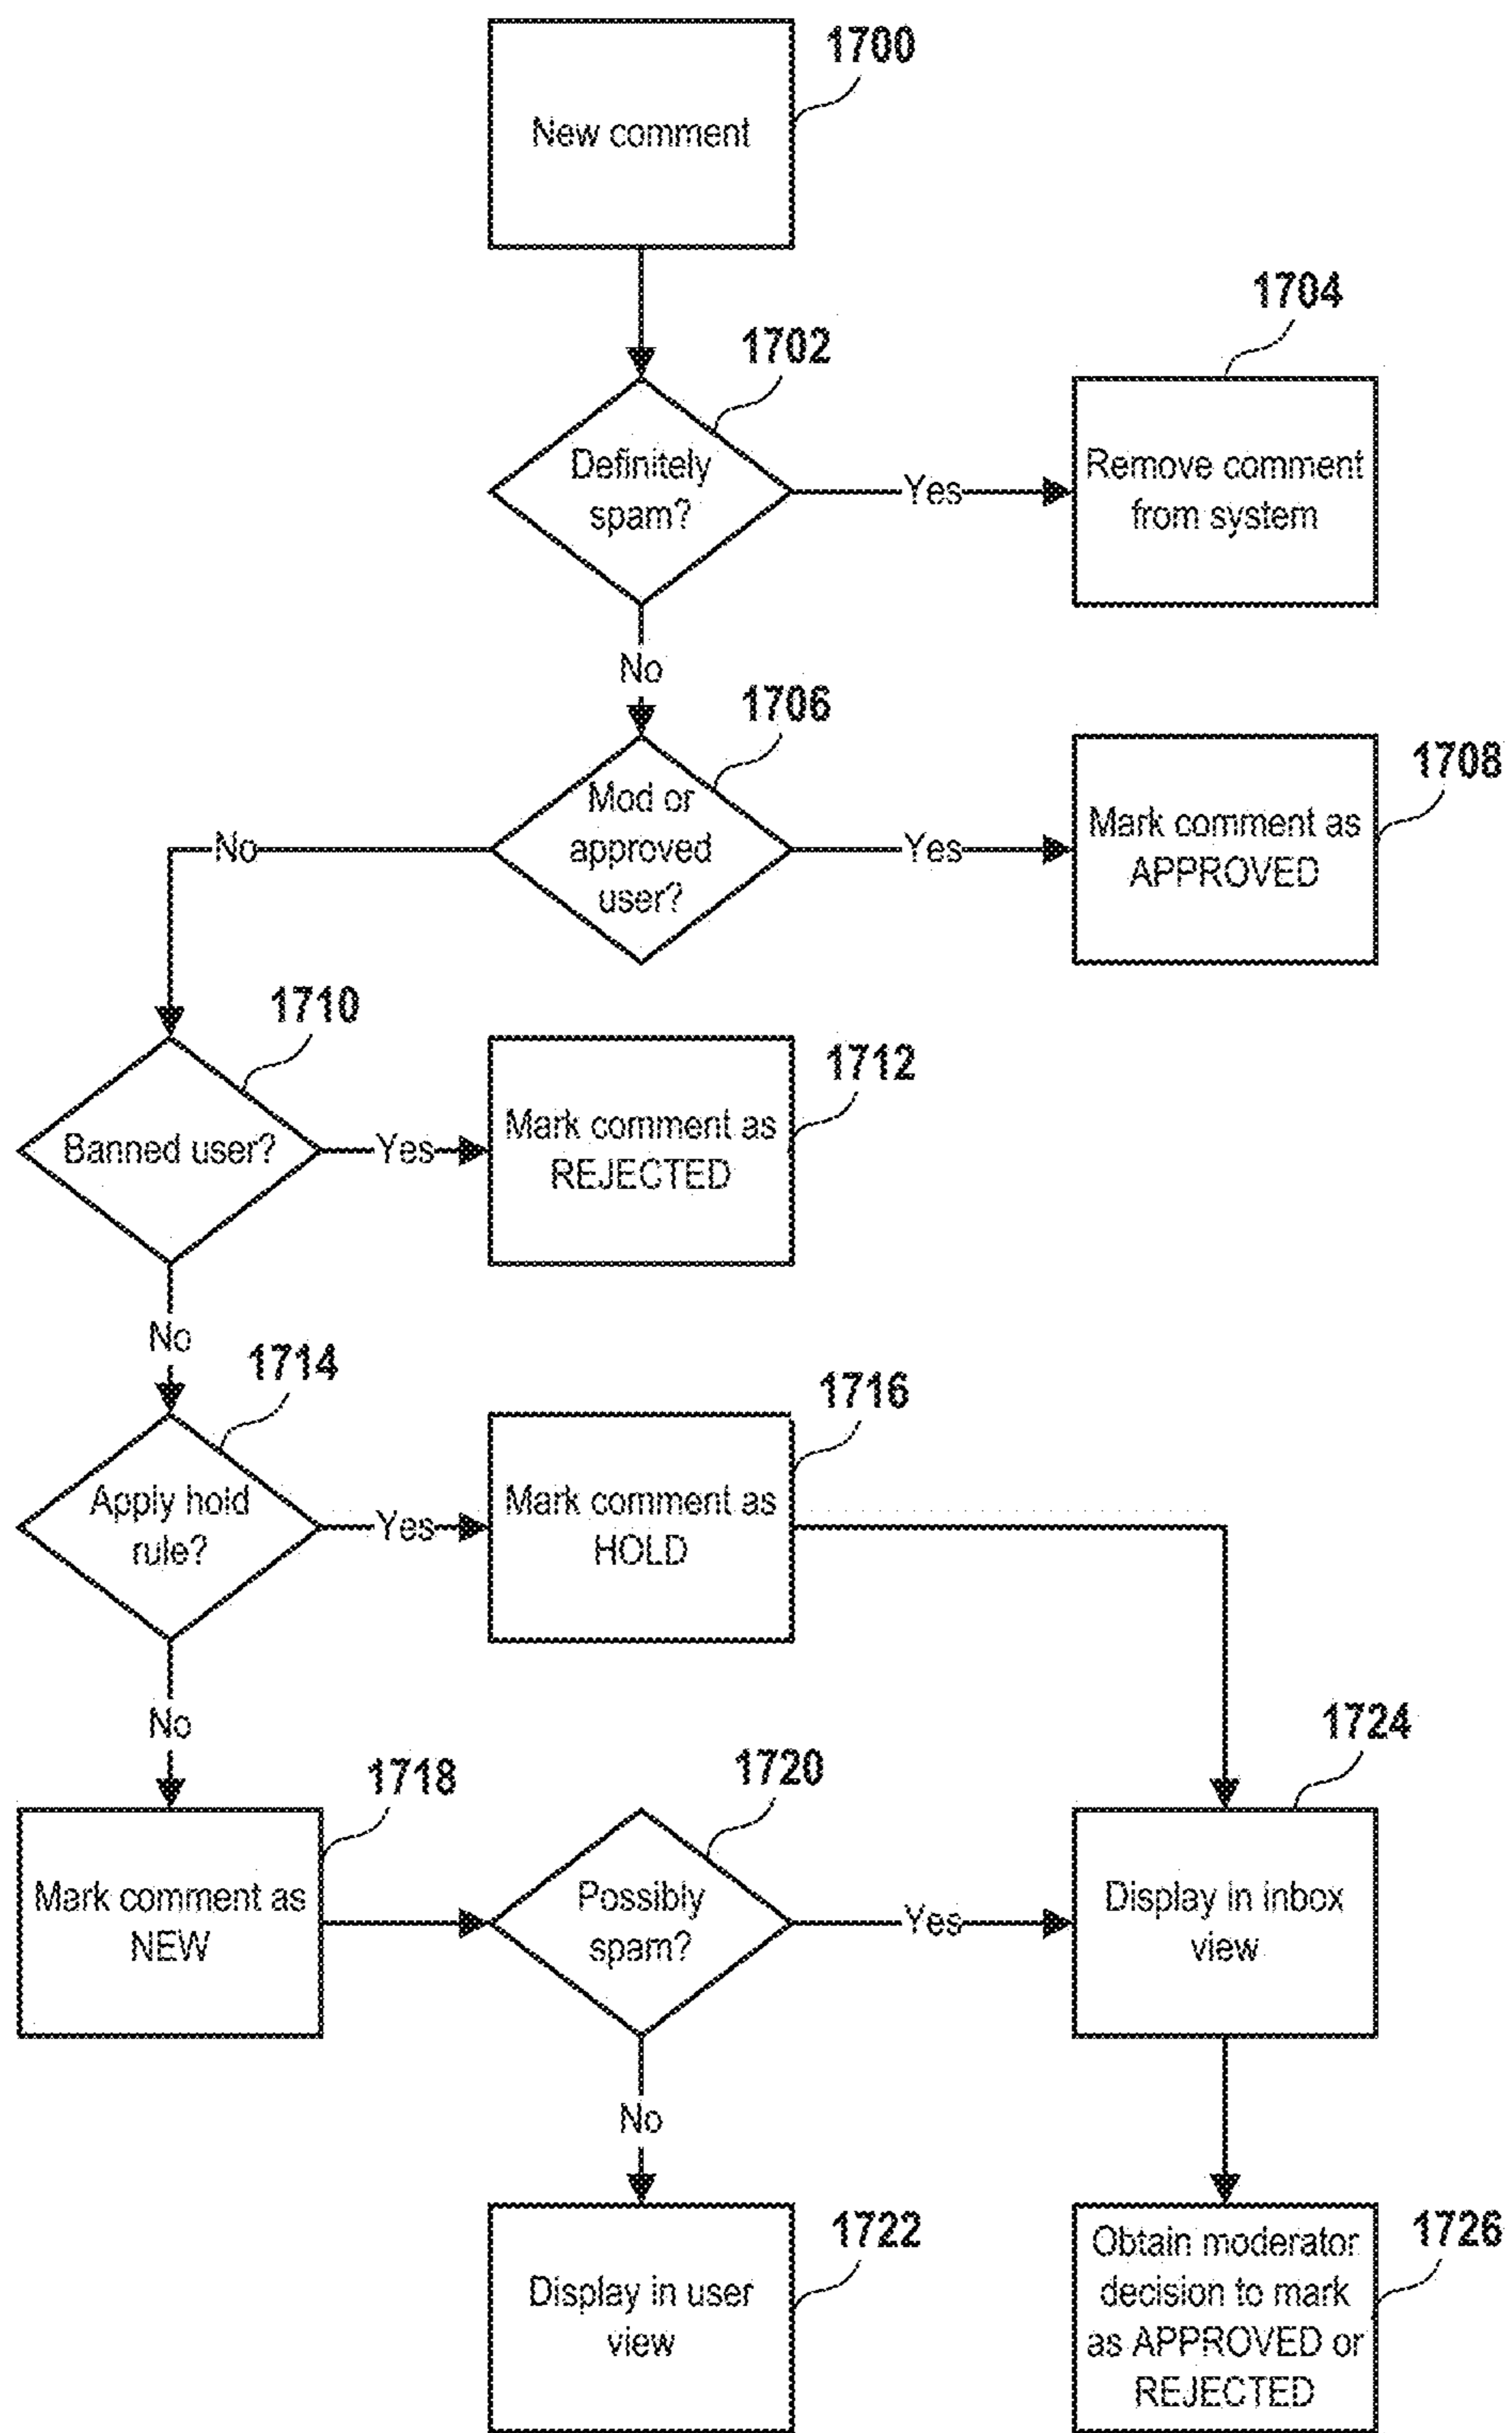 1700
New comment
1702
Definitely
spam?
Yes
1704
Remove comment
from system
No
1706
Mod or
approved
user?
Yes
1708
Mark comment as
APPROVED
No
1710
Banned user?
Yes
1712
Mark comment as
REJECTED
No
1714
Apply hold
rule?
Yes
1716
Mark comment as
HOLD
No
1718
Mark comment as
NEW
1720
Possibly
spam?
Yes
1724
Display in inbox
view
No
1722
Display in user
view
1726
Obtain moderator
decision to mark
as APPROVED or
REJECTED